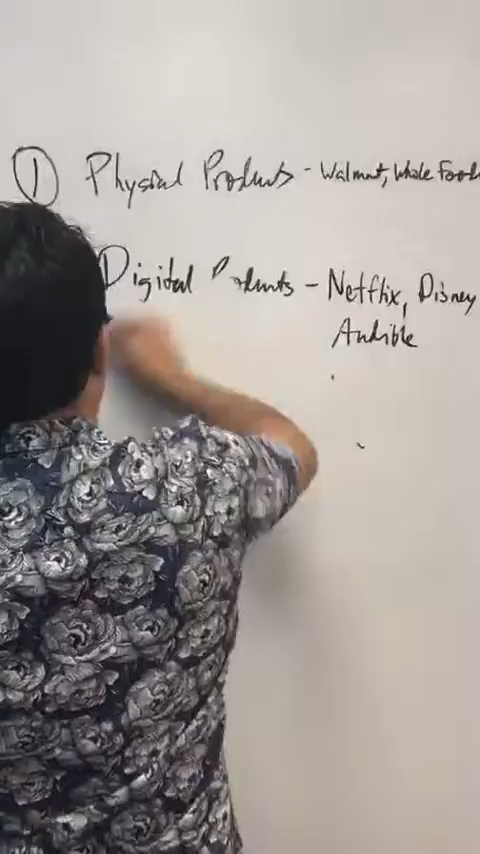 ① Physical Products - Walmart, Whole Foods
Digital Products - Netflix, Disney
Audible